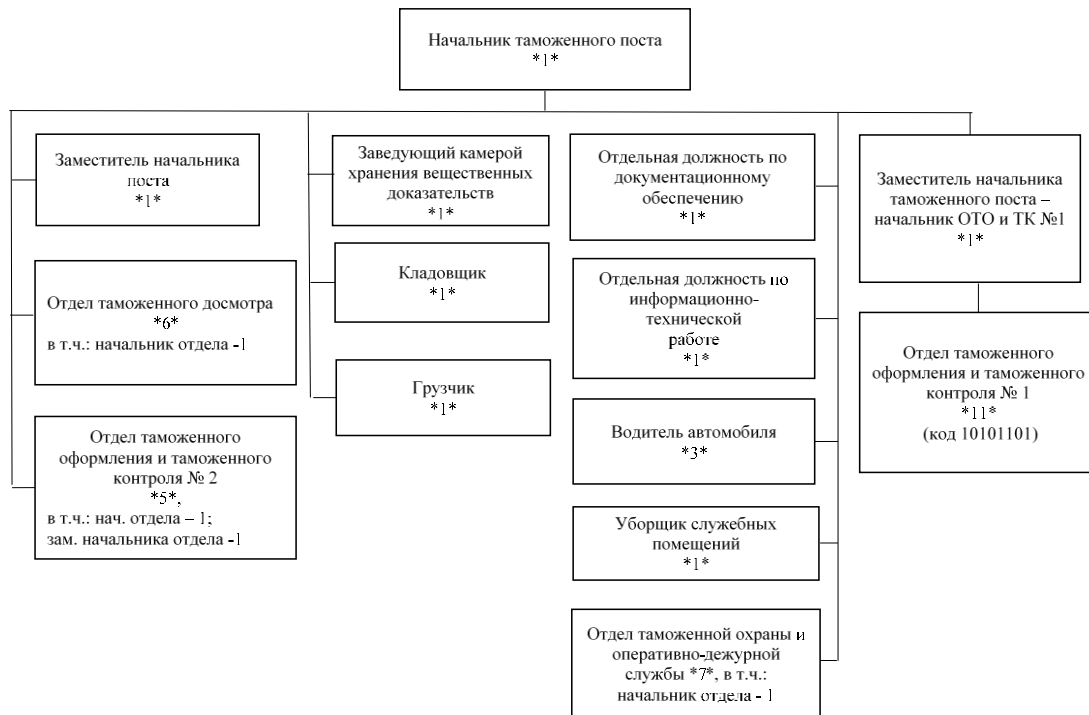 Начальник таможенного поста
*1*
Заместитель начальника
поста
*1*
Отдел таможенного досмотра
*6*
в т.ч.: начальник отдела -1
Отдел таможенного
оформления и таможенного
контроля № 2
*5*,
в т.ч.: нач. отдела – 1;
зам. начальника отдела -1
Заведующий камерой
хранения вещественных
доказательств
*1*
Кладовщик
*1*
Грузчик
*1*
Отдельная должность по
документационному
обеспечению
*1*
Отдельная должность по
информационно-
технической
работе
*1*
Водитель автомобиля
*3*
Уборщик служебных
помещений
*1*
Отдел таможенной охраны и
оперативно-дежурной
службы *7*, в т.ч.:
начальник отдела - 1
Заместитель начальника
таможенного поста –
начальник ОТО и ТК №1
*1*
Отдел таможенного
оформления и таможенного
контроля № 1
*11*
(код 10101101)